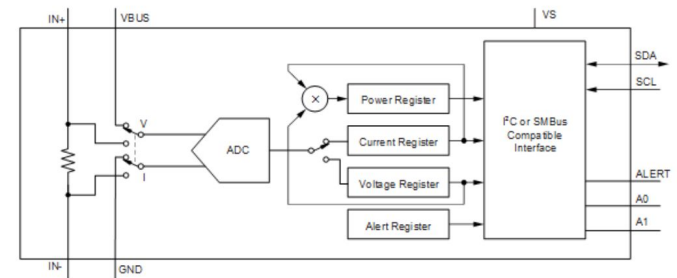 IN+
VBUS
VS
SDA
SCL
Power Register
V
ADC
Current Register
I²C or SMBus
Compatible
Interface
I
Voltage Register
ALERT
A0
Alert Register
A1
IN-
GND